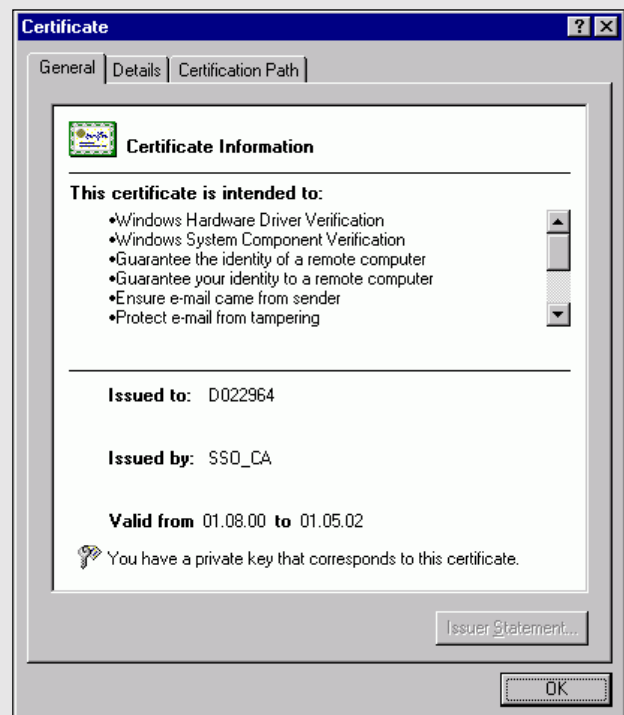 Certificate
General Details Certification Path
Certificate Information
This certificate is intended to:
•Windows Hardware Driver Verification
•Windows System Component Verification
•Guarantee the identity of a remote computer
•Guarantee your identity to a remote computer
•Ensure e-mail came from sender
•Protect e-mail from tampering
Issued to: D022964
Issued by: SSO_CA
Valid from 01.08.00 to 01.05.02
You have a private key that corresponds to this certificate.
Issuer Statement...
OK